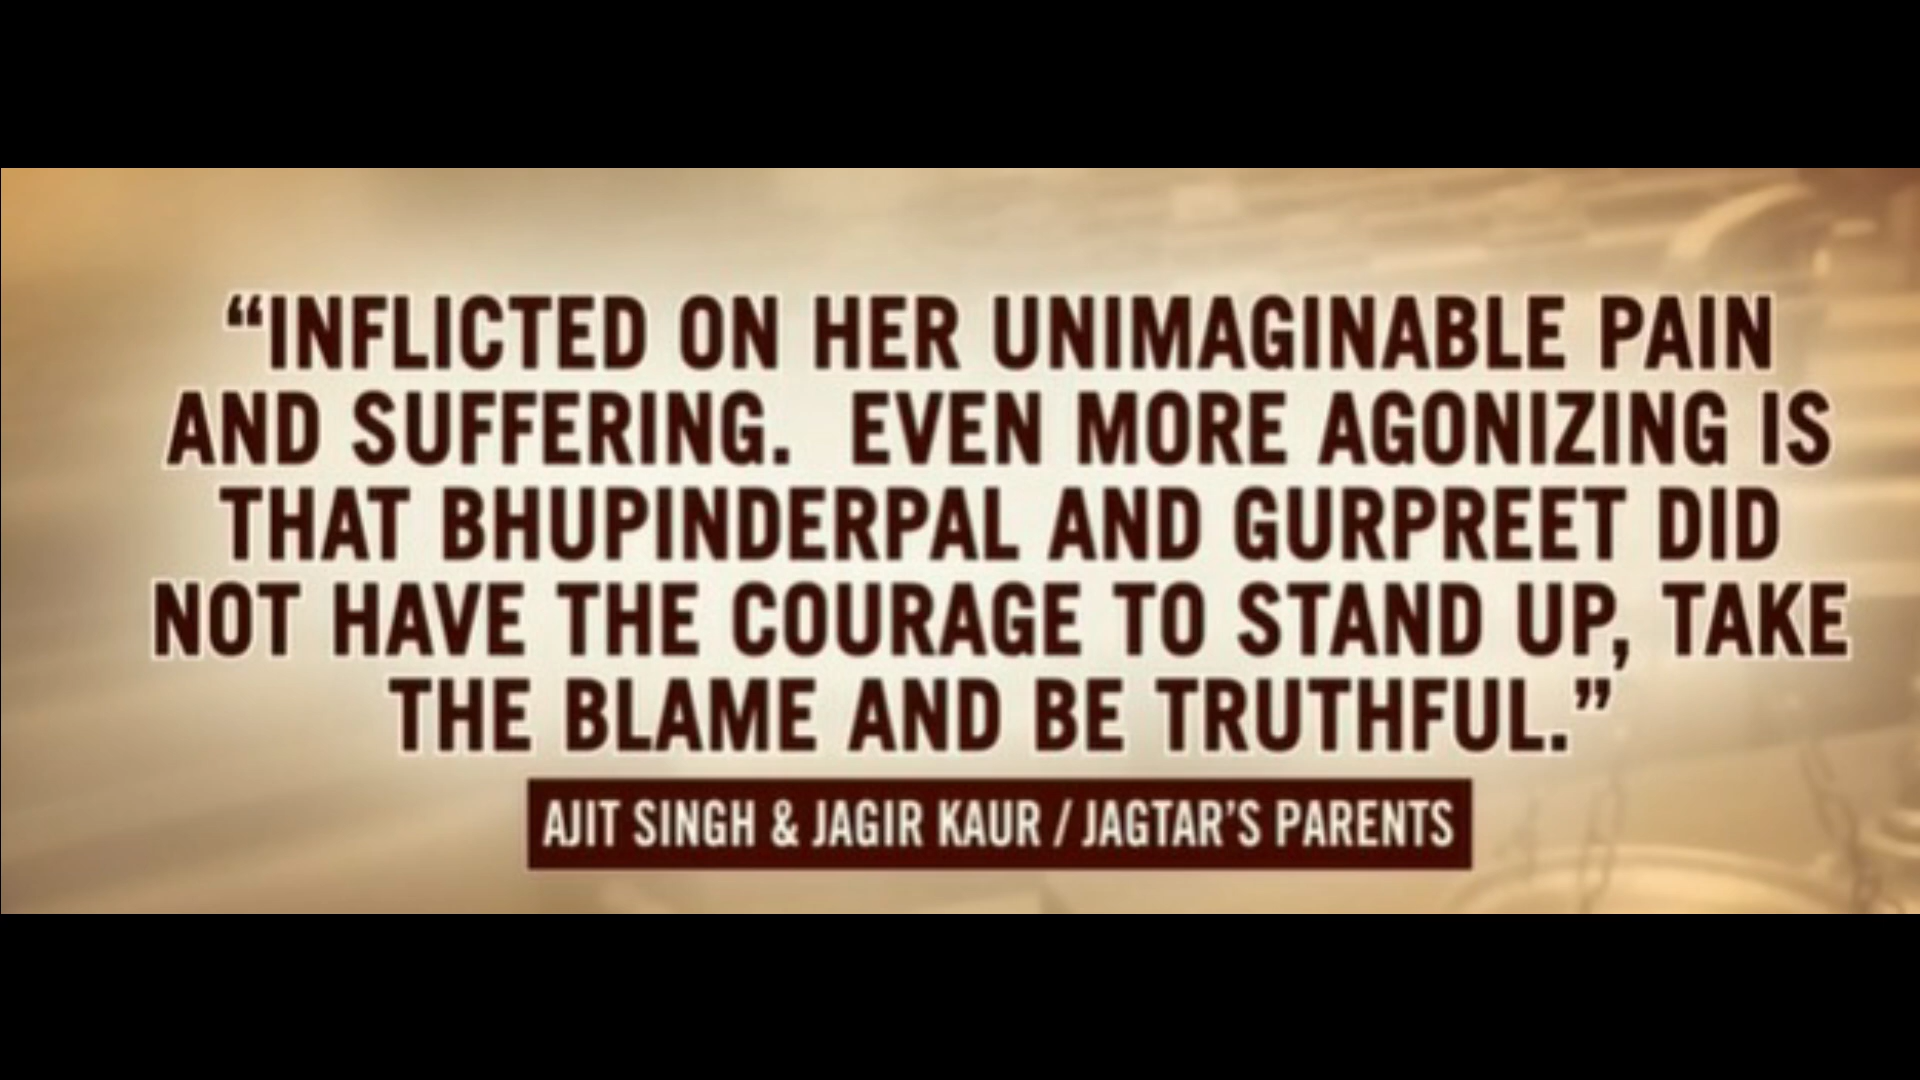 “INFLICTED ON HER UNIMAGINABLE PAIN
AND SUFFERING.  EVEN MORE AGONIZING IS
THAT BHUPINDERPAL AND GURPREET DID
NOT HAVE THE COURAGE TO STAND UP, TAKE
THE BLAME AND BE TRUTHFUL.”
AJIT SINGH & JAGIR KAUR / JAGTAR’S PARENTS